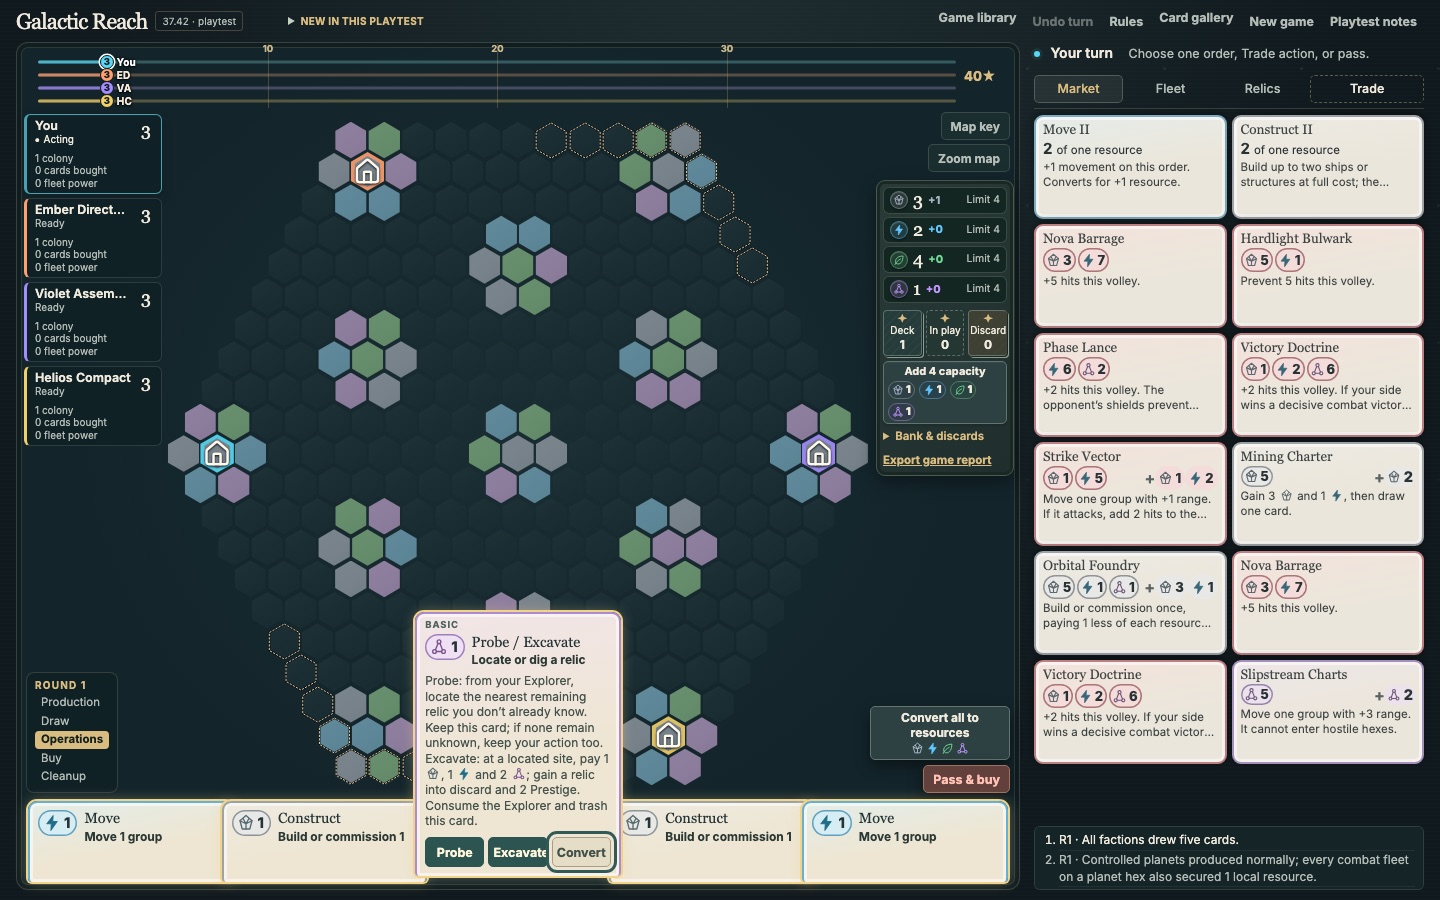 Galactic Reach
37.42 · playtest
▶ NEW IN THIS PLAYTEST
Game library
Undo turn
Rules
Card gallery
New game
Playtest notes
10
20
30
3 You
3 ED
3 VA
3 HC
40★
You
3
• Acting
1 colony
0 cards bought
0 fleet power
Ember Direct...
3
Ready
1 colony
0 cards bought
0 fleet power
Violet Assem...
3
Ready
1 colony
0 cards bought
0 fleet power
Helios Compact
3
Ready
1 colony
0 cards bought
0 fleet power
Map key
Zoom map
3 +1 Limit 4
2 +0 Limit 4
4 +0 Limit 4
1 +0 Limit 4
Deck
1
In play
0
Discard
0
Add 4 capacity
1 1 1
1
▶ Bank & discards
Export game report
ROUND 1
Production
Draw
Operations
Buy
Cleanup
Convert all to
resources
Pass & buy
1 Move
Move 1 group
1 Construct
Build or commission 1
BASIC
1 Probe / Excavate
Locate or dig a relic
Probe: from your Explorer,
locate the nearest remaining
relic you don't already know.
Keep this card; if none remain
unknown, keep your action too.
Excavate: at a located site, pay 1
, 1 and 2 ; gain a relic
into discard and 2 Prestige.
Consume the Explorer and trash
this card.
Probe
Excavate
Convert
1 Construct
Build or commission 1
1 Move
Move 1 group
• Your turn
Choose one order, Trade action, or pass.
Market
Fleet
Relics
Trade
Move II
2 of one resource
+1 movement on this order.
Converts for +1 resource.
Construct II
2 of one resource
Build up to two ships or
structures at full cost; the...
Nova Barrage
3 7
+5 hits this volley.
Hardlight Bulwark
5 1
Prevent 5 hits this volley.
Phase Lance
6 2
+2 hits this volley. The
opponent's shields prevent...
Victory Doctrine
1 2 6
+2 hits this volley. If your side
wins a decisive combat victor...
Strike Vector
1 5 + 1 2
Move one group with +1 range.
If it attacks, add 2 hits to the...
Mining Charter
5 + 2
Gain 3 and 1 , then draw
one card.
Orbital Foundry
5 1 1 + 3 1
Build or commission once,
paying 1 less of each resourc...
Nova Barrage
3 7
+5 hits this volley.
Victory Doctrine
1 2 6
+2 hits this volley. If your side
wins a decisive combat victor...
Slipstream Charts
5 + 2
Move one group with +3 range.
It cannot enter hostile hexes.
1. R1 · All factions drew five cards.
2. R1 · Controlled planets produced normally; every combat fleet
on a planet hex also secured 1 local resource.